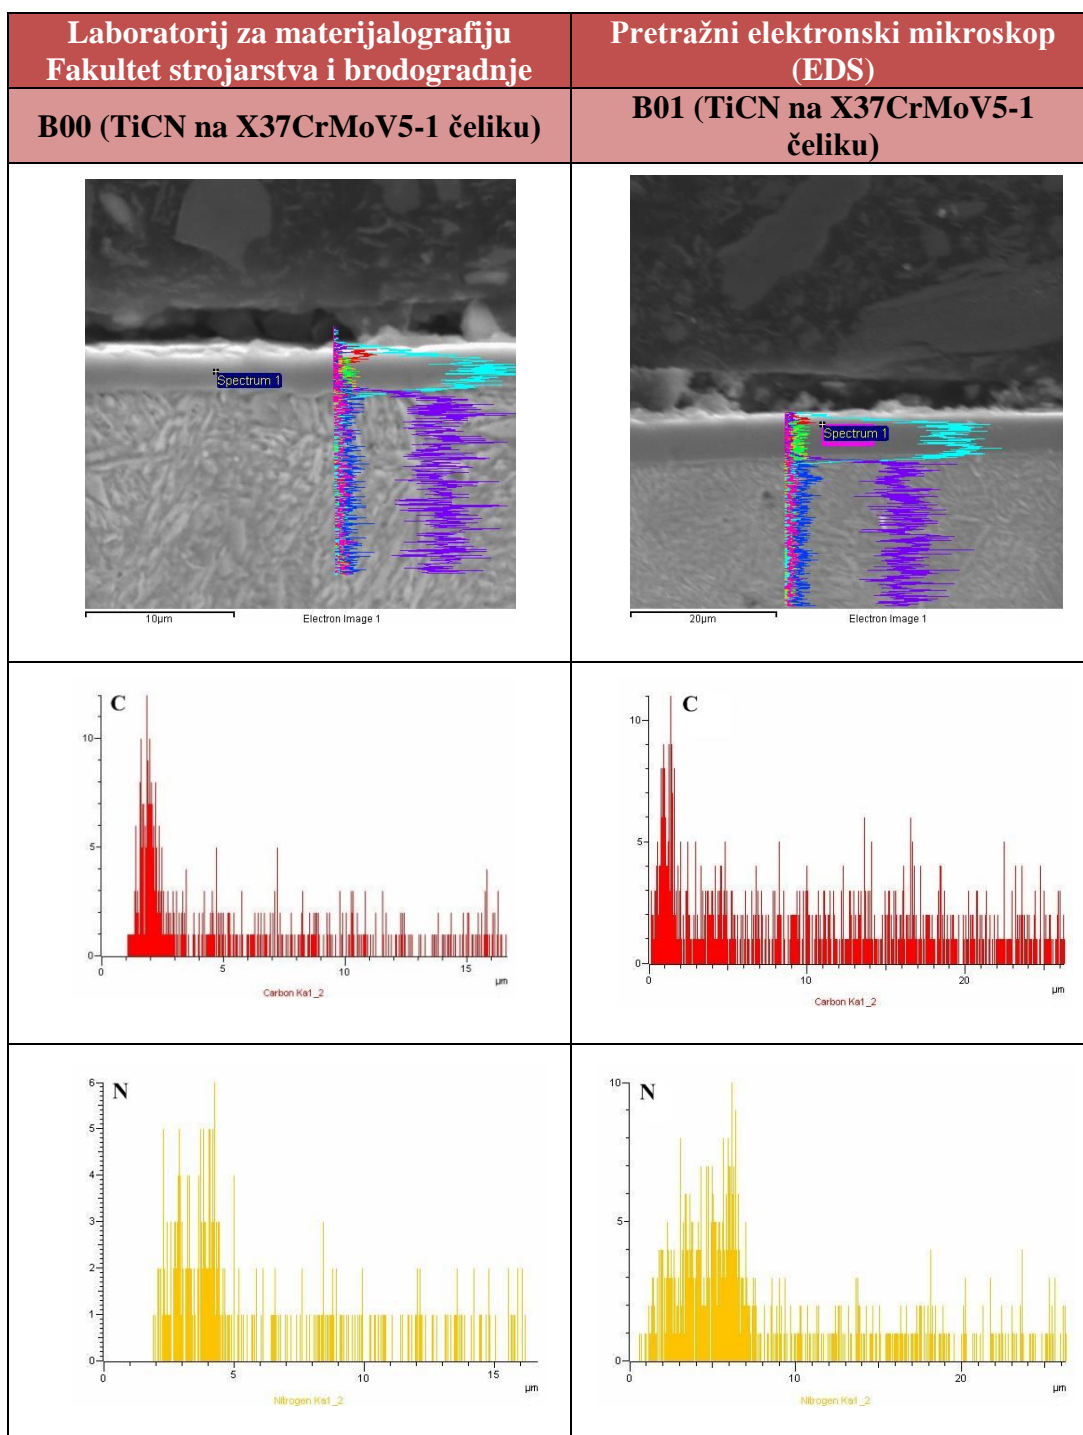 Laboratorij za materijalografiju
Fakultet strojarstva i brodogradnje
Pretražni elektronski mikroskop
(EDS)
B00 (TiCN na X37CrMoV5-1 čeliku)
B01 (TiCN na X37CrMoV5-1
čeliku)
Spectrum 1
10µm
Electron Image 1
Spectrum 1
20µm
Electron Image 1
C
10
5
0
0
5
10
15
µm
Carbon Ka1_2
C
10
5
0
0
10
20
µm
Carbon Ka1_2
N
6
5
4
3
2
1
0
0
5
10
15
µm
Nitrogen Ka1_2
N
10
5
0
0
10
20
µm
Nitrogen Ka1_2